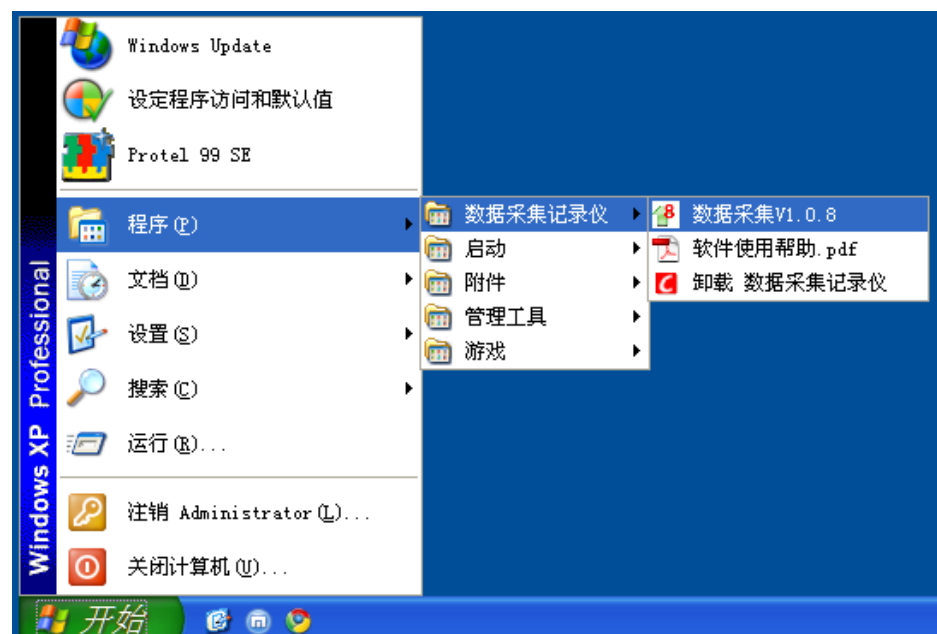 Windows Update
设定程序访问和默认值
Protel 99 SE
程序(P)
数据采集记录仪
数据采集V1.0.8
启动
软件使用帮助.pdf
文档(D)
附件
卸载 数据采集记录仪
管理工具
设置(S)
游戏
搜索(C)
运行(R)...
注销 Administrator(L)...
关闭计算机(U)...
Windows XP Professional
开始